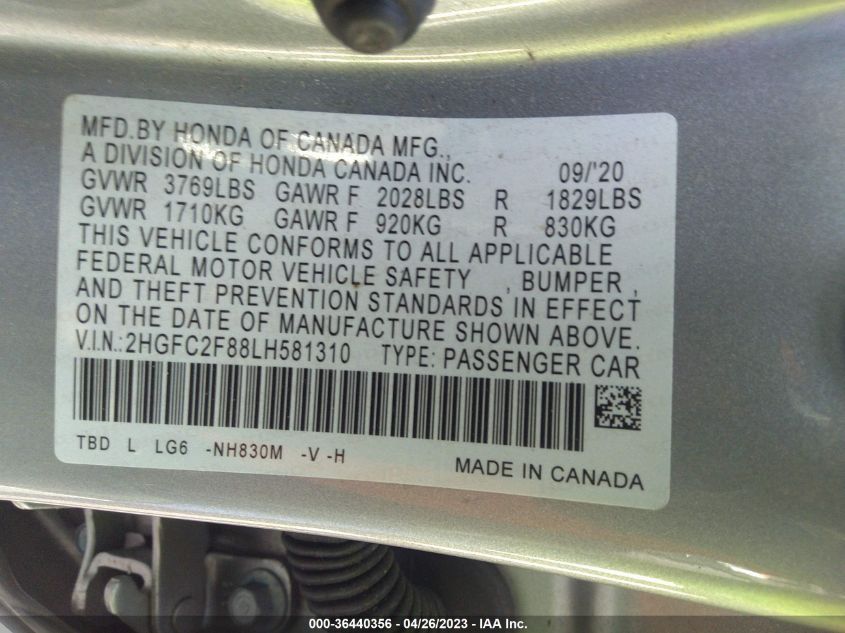 MFD.BY HONDA OF CANADA MFG.,
A DIVISION OF HONDA CANADA INC. 09/'20
GVWR 3769LBS GAWR F 2028LBS R 1829LBS
GVWR 1710KG GAWR F 920KG R 830KG
THIS VEHICLE CONFORMS TO ALL APPLICABLE
FEDERAL MOTOR VEHICLE SAFETY , BUMPER ,
AND THEFT PREVENTION STANDARDS IN EFFECT
ON THE DATE OF MANUFACTURE SHOWN ABOVE.
V.I.N.:2HGFC2F88LH581310 TYPE: PASSENGER CAR
TBD L LG6 -NH830M -V -H
MADE IN CANADA
000-36440356 - 04/26/2023 - IAA Inc.